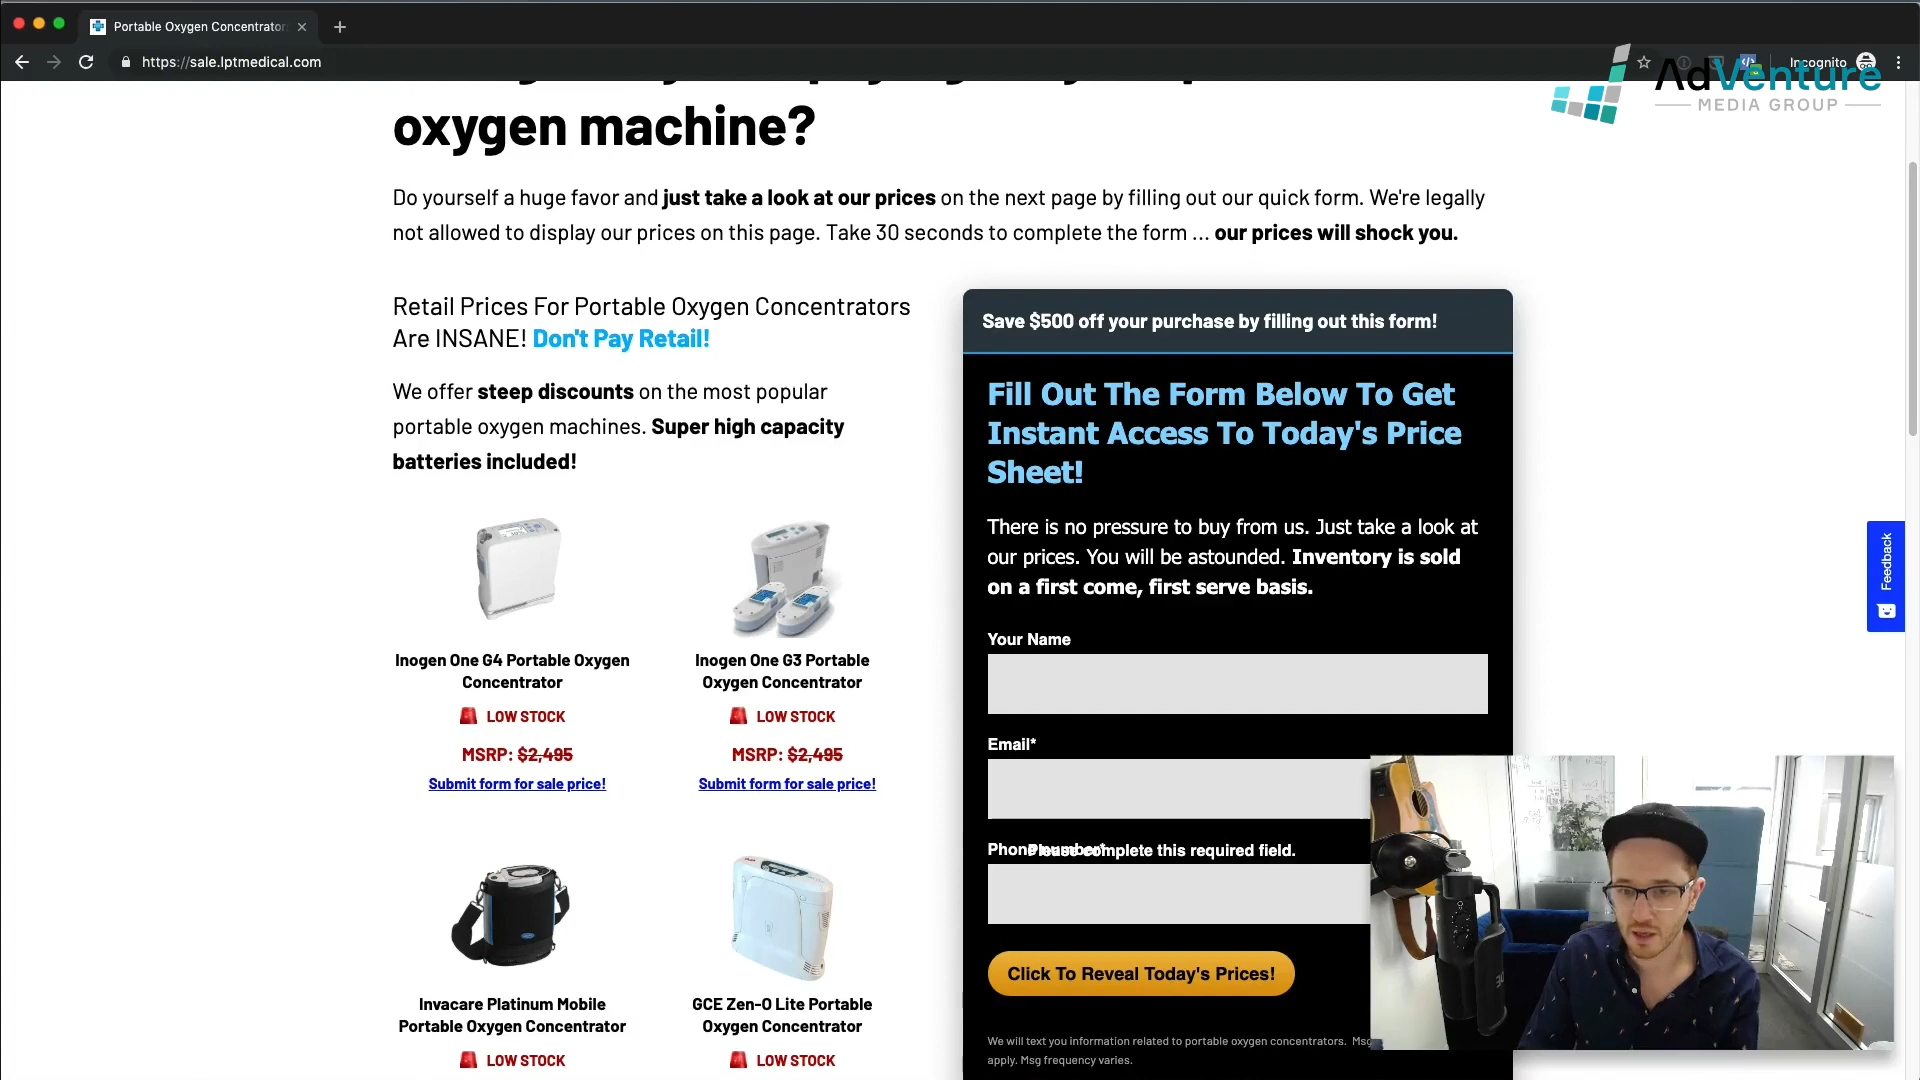 Portable Oxygen Concentrator
https://sale.lptmedical.com
Incognito
AdVenture
MEDIA GROUP
oxygen machine?
Do yourself a huge favor and just take a look at our prices on the next page by filling out our quick form. We're legally
not allowed to display our prices on this page. Take 30 seconds to complete the form ... our prices will shock you.
Retail Prices For Portable Oxygen Concentrators
Are INSANE! Don't Pay Retail!
We offer steep discounts on the most popular
portable oxygen machines. Super high capacity
batteries included!
Inogen One G4 Portable Oxygen
Concentrator
LOW STOCK
MSRP: $2,495
Submit form for sale price!
Inogen One G3 Portable
Oxygen Concentrator
LOW STOCK
MSRP: $2,495
Submit form for sale price!
Invacare Platinum Mobile
Portable Oxygen Concentrator
LOW STOCK
GCE Zen-O Lite Portable
Oxygen Concentrator
LOW STOCK
Save $500 off your purchase by filling out this form!
Fill Out The Form Below To Get
Instant Access To Today's Price
Sheet!
There is no pressure to buy from us. Just take a look at
our prices. You will be astounded. Inventory is sold
on a first come, first serve basis.
Your Name
Email*
Phone number*
Please complete this required field.
Click To Reveal Today's Prices!
We will text you information related to portable oxygen concentrators. Msg
apply. Msg frequency varies.
Feedback